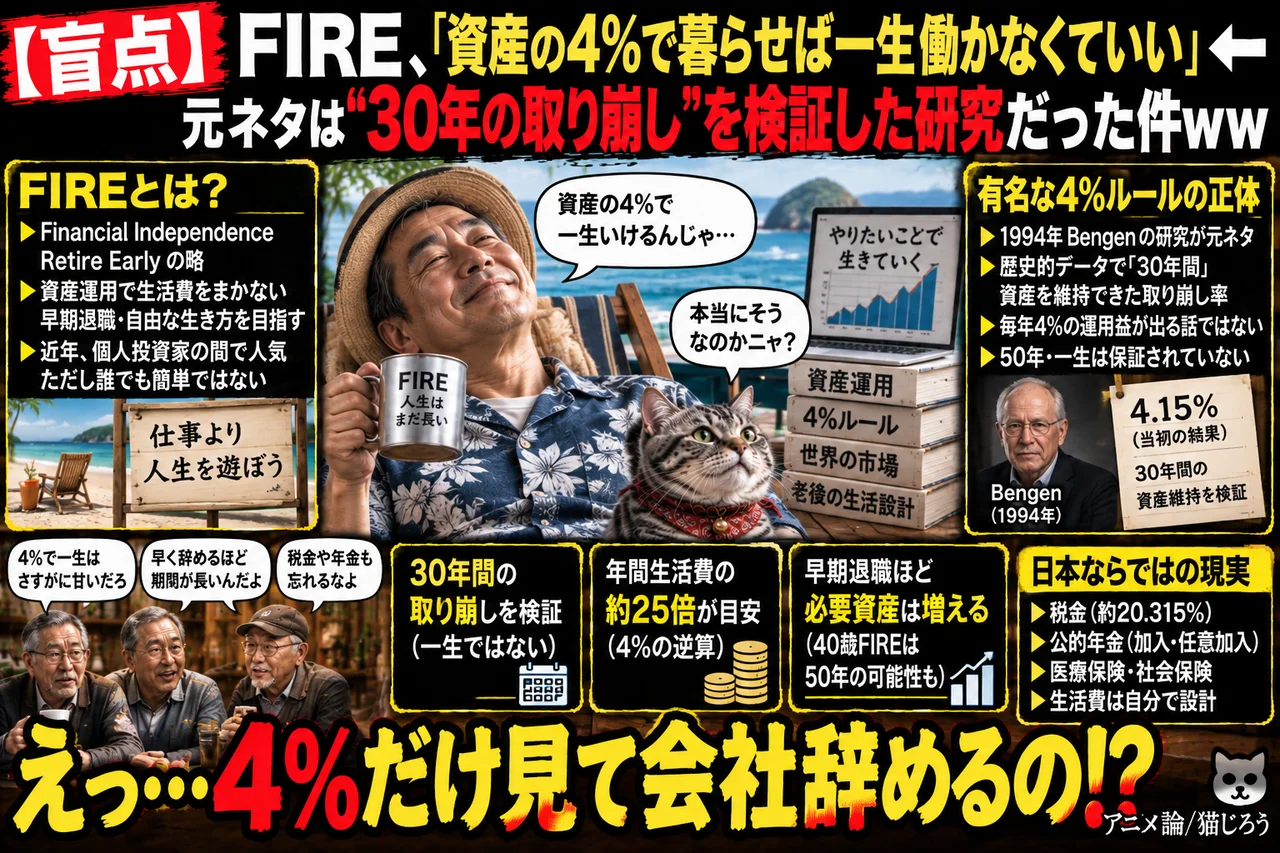 【盲点】FIRE、「資産の4%で暮らせば一生働かなくていい」←
元ネタは“30年の取り崩し”を検証した研究だった件ww
FIREとは?
▶ Financial Independence
Retire Early の略
▶ 資産運用で生活費をまかない
早期退職・自由な生き方を目指す
▶ 近年、個人投資家の間で人気
ただし誰でも簡単ではない
仕事より
人生を遊ぼう
資産の4%で
一生いけるんじゃ…
本当にそう
なのかニャ?
FIRE
人生は
まだ長い
やりたいことで
生きていく
資産運用
4%ルール
世界の市場
老後の生活設計
有名な4%ルールの正体
▶ 1994年 Bengenの研究が元ネタ
▶ 歴史的データで「30年間」
資産を維持できた取り崩し率
▶ 毎年4%の運用益が出る話ではない
▶ 50年・一生は保証されていない
Bengen
(1994年)
4.15%
(当初の結果)
30年間の
資産維持を検証
4%で一生は
さすがに甘いだろ
早く辞めるほど
期間が長いんだよ
税金や年金も
忘れるなよ
30年間の
取り崩しを検証
(一生ではない)
年間生活費の
約25倍が目安
(4%の逆算)
早期退職ほど
必要資産は増える
(40歳FIREは
50年の可能性も)
日本ならではの現実
▶ 税金(約20.315%)
▶ 公的年金(加入・任意加入)
▶ 医療保険・社会保険
▶ 生活費は自分で設計
えっ…4%だけ見て会社辞めるの!?
アニメ論/猫じろう